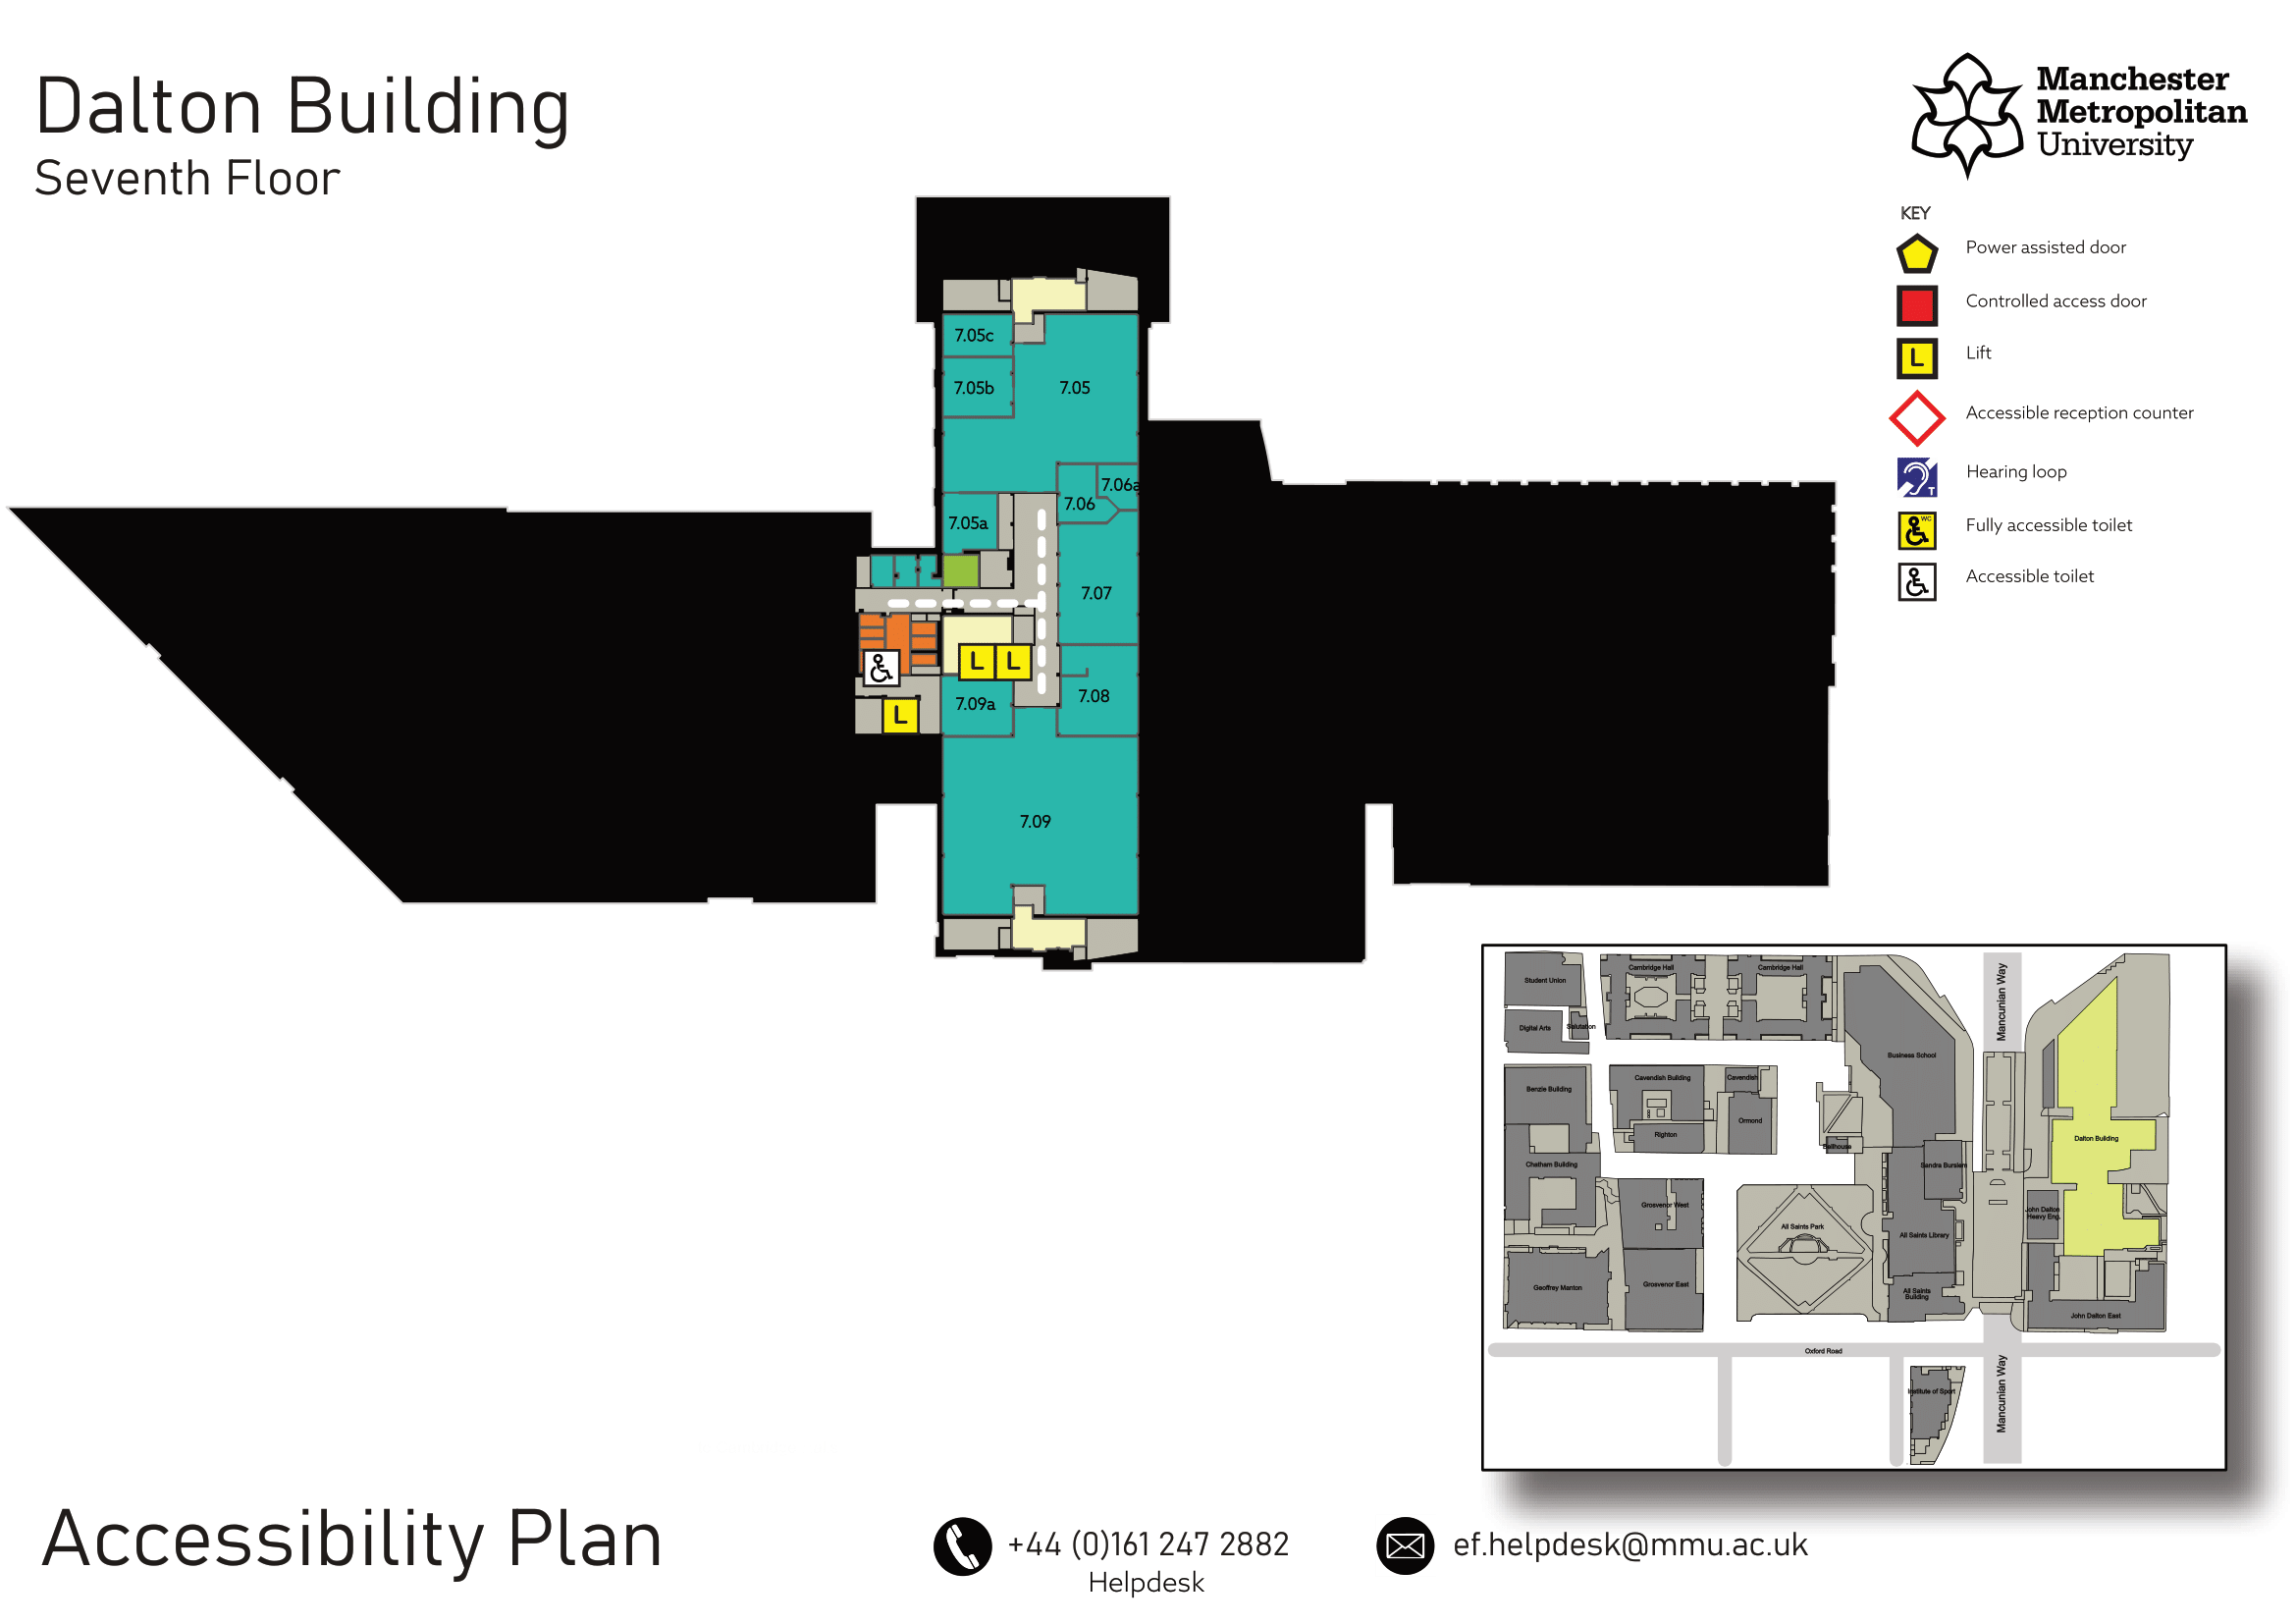 Dalton Building
Seventh Floor
Manchester
Metropolitan
University
KEY
Power assisted door
Controlled access door
L
Lift
Accessible reception counter
T
Hearing loop
WC
Fully accessible toilet
Accessible toilet
7.05c
7.05b
7.05
7.06a
7.06
7.05a
7.07
L
L
7.08
7.09a
L
7.09
Student Union
Cambridge Hall
Cambridge Hall
Mancunian Way
Digital Arts
Salutation
Business School
Benzie Building
Cavendish Building
Cavendish
Ormond
Righton
Bellhouse
Dalton Building
Chatham Building
Sandra Burslem
Grosvenor West
John Dalton
Heavy Eng.
All Saints Park
All Saints Library
Geoffrey Manton
Grosvenor East
All Saints
Building
John Dalton East
Oxford Road
Institute of Sport
Mancunian Way
Accessibility Plan
+44 (0)161 247 2882
Helpdesk
ef.helpdesk@mmu.ac.uk